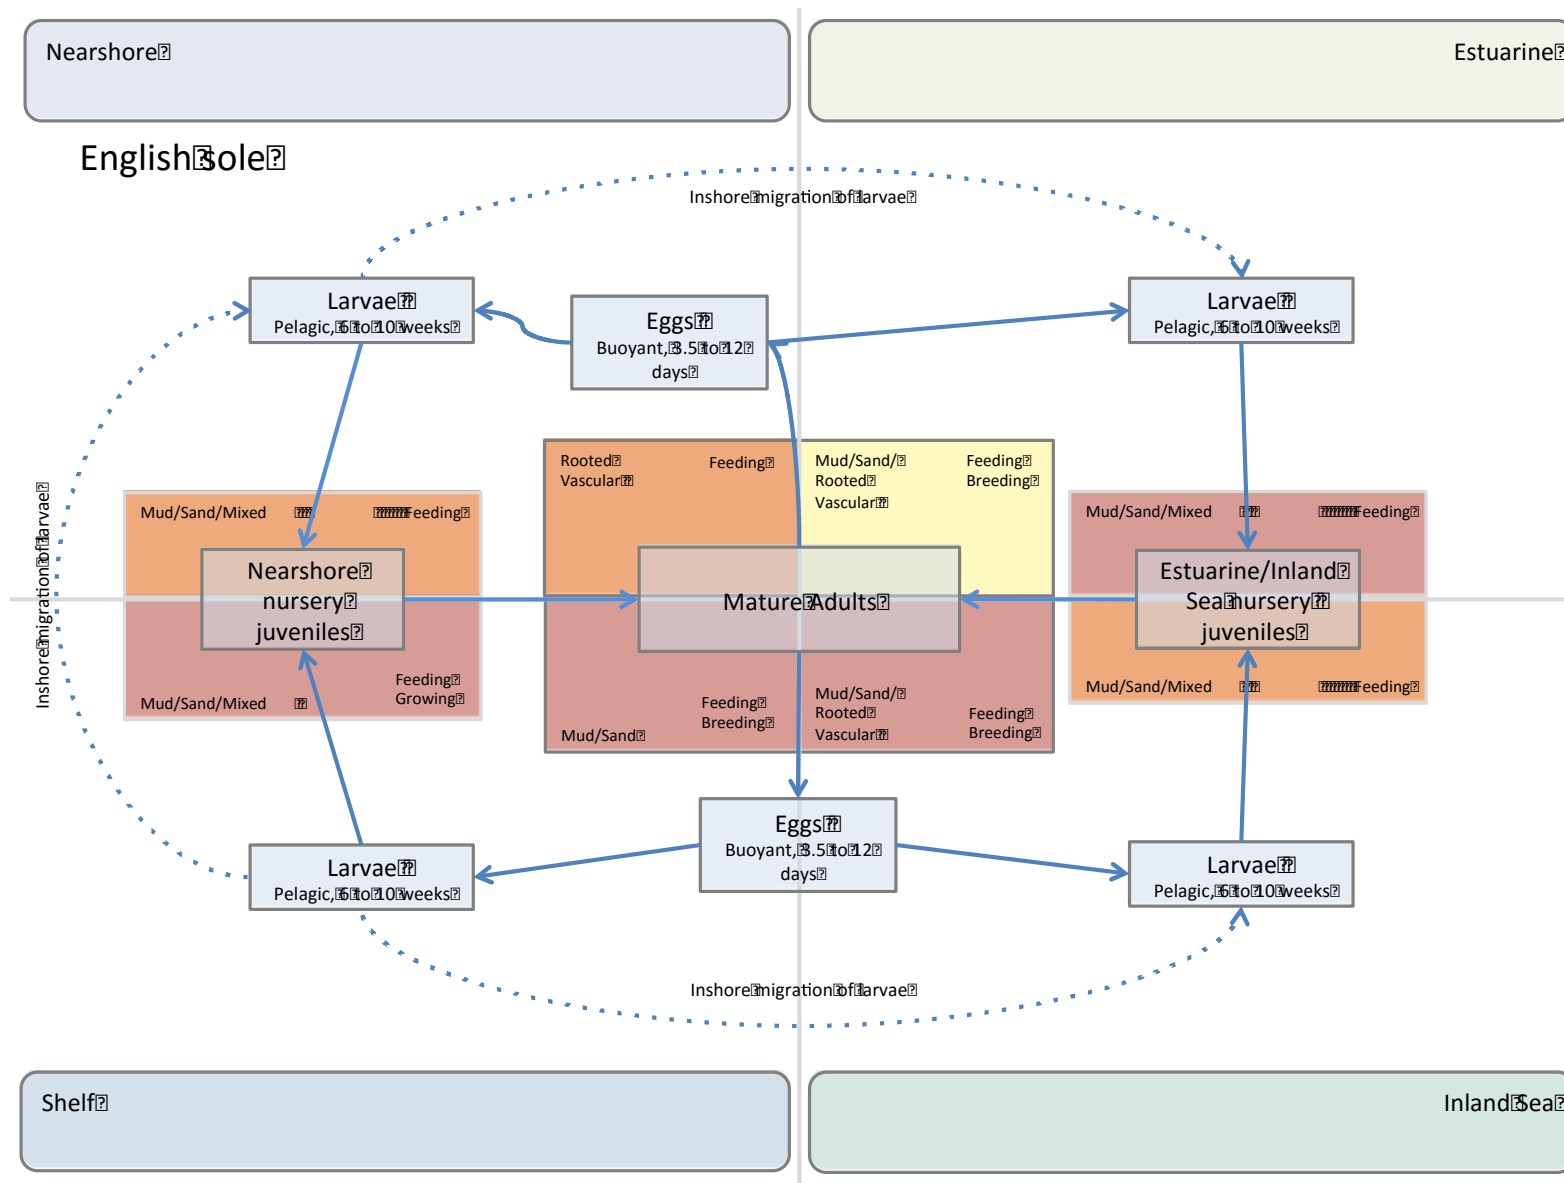 Nearshore
Estuarine
English sole
Inshore migration of larvae
Larvae
Pelagic, 6 to 10 weeks
Eggs
Buoyant, 3.5 to 12
days
Larvae
Pelagic, 6 to 10 weeks
Rooted
Vascular
Feeding
Mud/Sand/
Rooted
Vascular
Feeding
Breeding
Mud/Sand/Mixed
Feeding
Mud/Sand/Mixed
Feeding
Inshore migration of larvae
Nearshore
nursery
juveniles
Mature Adults
Estuarine/Inland
Sea nursery
juveniles
Mud/Sand/Mixed
Feeding
Growing
Mud/Sand
Feeding
Breeding
Mud/Sand/
Rooted
Vascular
Feeding
Breeding
Mud/Sand/Mixed
Feeding
Eggs
Buoyant, 3.5 to 12
days
Larvae
Pelagic, 6 to 10 weeks
Larvae
Pelagic, 6 to 10 weeks
Inshore migration of larvae
Shelf
Inland Sea